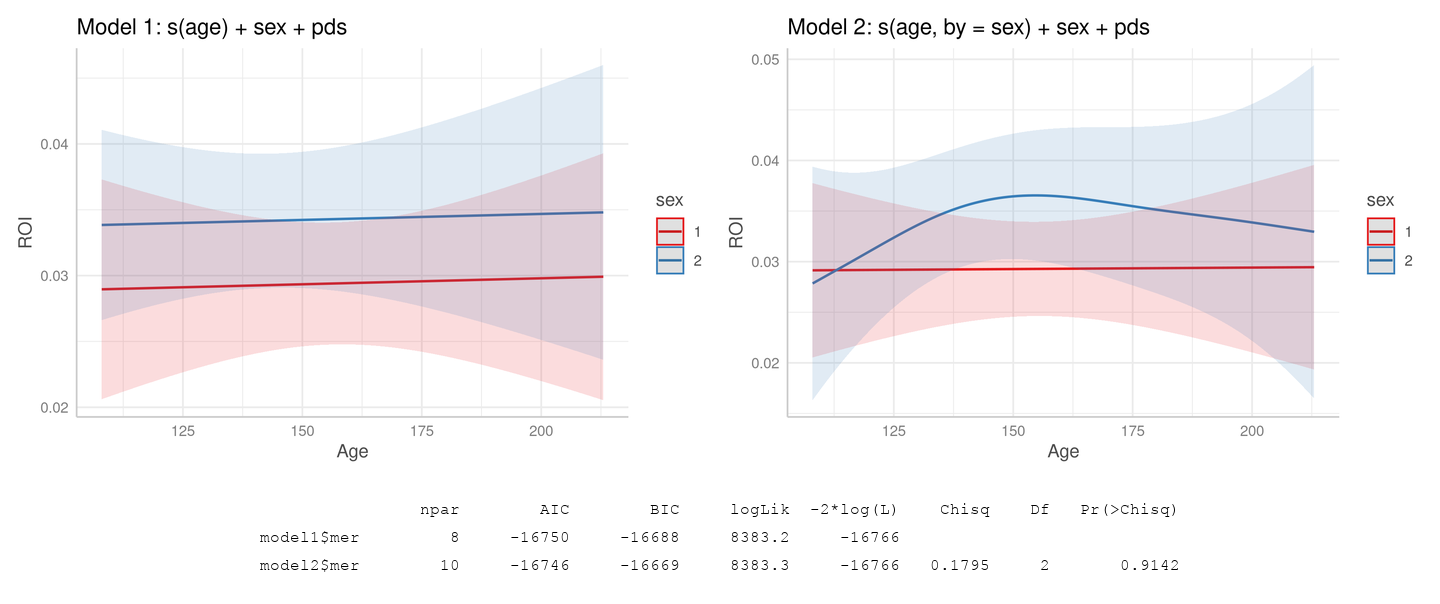 Model 1: s(age) + sex + pds
0.04
0.03
0.02
ROI
125 150 175 200
Age
sex
1
2
Model 2: s(age, by = sex) + sex + pds
0.05
0.04
0.03
0.02
ROI
125 150 175 200
Age
sex
1
2
npar AIC BIC logLik -2*log(L) Chisq Df Pr(>Chisq)
model1$mer 8 -16750 -16688 8383.2 -16766
model2$mer 10 -16746 -16669 8383.3 -16766 0.1795 2 0.9142